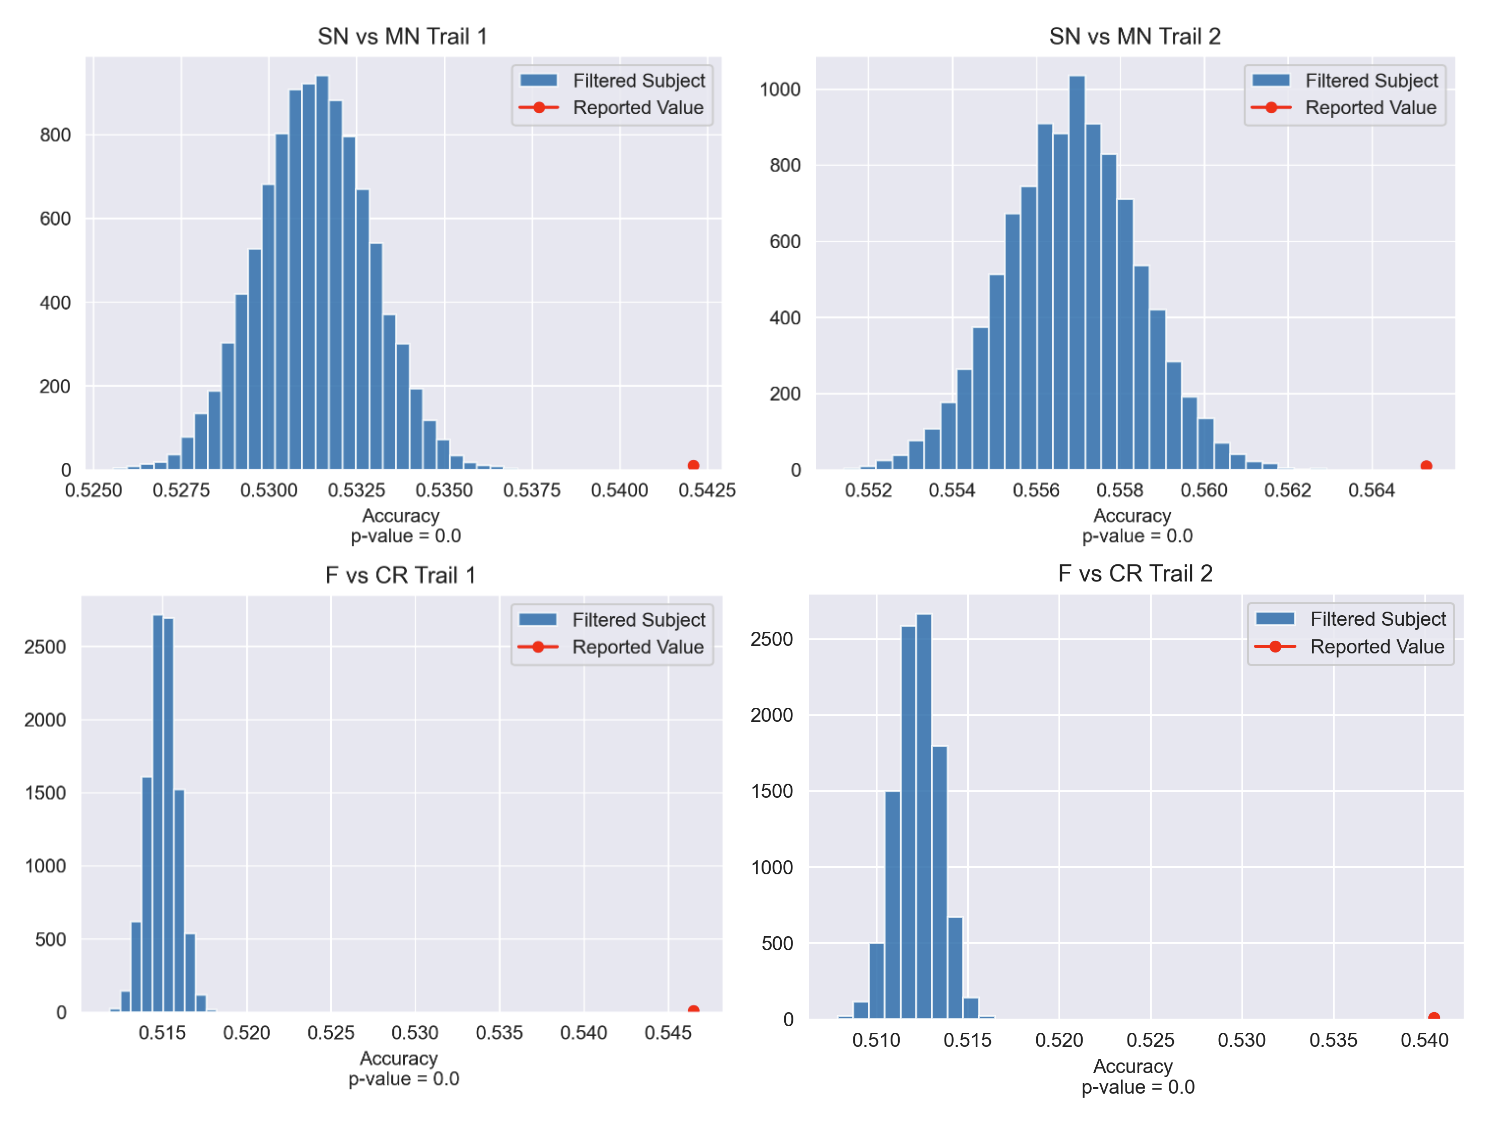 SN vs MN Trail 1
Filtered Subject
Reported Value
800
600
400
200
0
0.5250 0.5275 0.5300 0.5325 0.5350 0.5375 0.5400 0.5425
Accuracy
p-value = 0.0
SN vs MN Trail 2
Filtered Subject
Reported Value
1000
800
600
400
200
0
0.552 0.554 0.556 0.558 0.560 0.562 0.564
Accuracy
p-value = 0.0
F vs CR Trail 1
Filtered Subject
Reported Value
2500
2000
1500
1000
500
0
0.515 0.520 0.525 0.530 0.535 0.540 0.545
Accuracy
p-value = 0.0
F vs CR Trail 2
Filtered Subject
Reported Value
2500
2000
1500
1000
500
0
0.510 0.515 0.520 0.525 0.530 0.535 0.540
Accuracy
p-value = 0.0